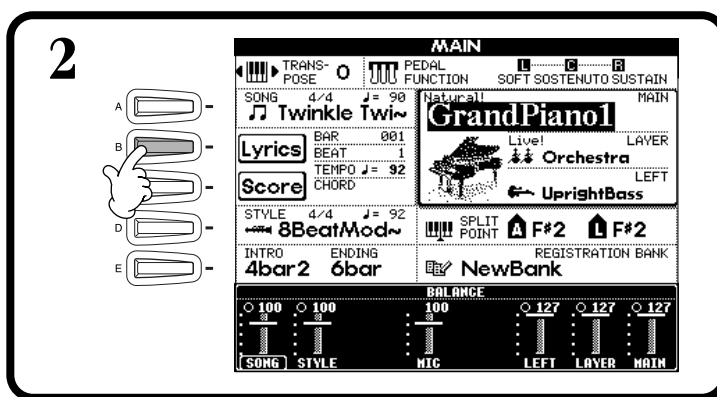 2
MAIN
TRANS-
POSE 0
PEDAL
FUNCTION
L C R
SOFT SOSTENUTO SUSTAIN
A
B
D
E
SONG 4/4 ♩= 90
Twinkle Twi~
Lyrics
BAR 001
BEAT 1
TEMPO ♩= 92
Score
CHORD
Natural! MAIN
GrandPiano1
Live! LAYER
Orchestra
LEFT
UprightBass
STYLE 4/4 ♩= 92
8BeatMod~
SPLIT
POINT A F#2 L F#2
INTRO ENDING
4bar2 6bar
REGISTRATION BANK
NewBank
BALANCE
100 100 100 127 127 127
SONG STYLE MIC LEFT LAYER MAIN